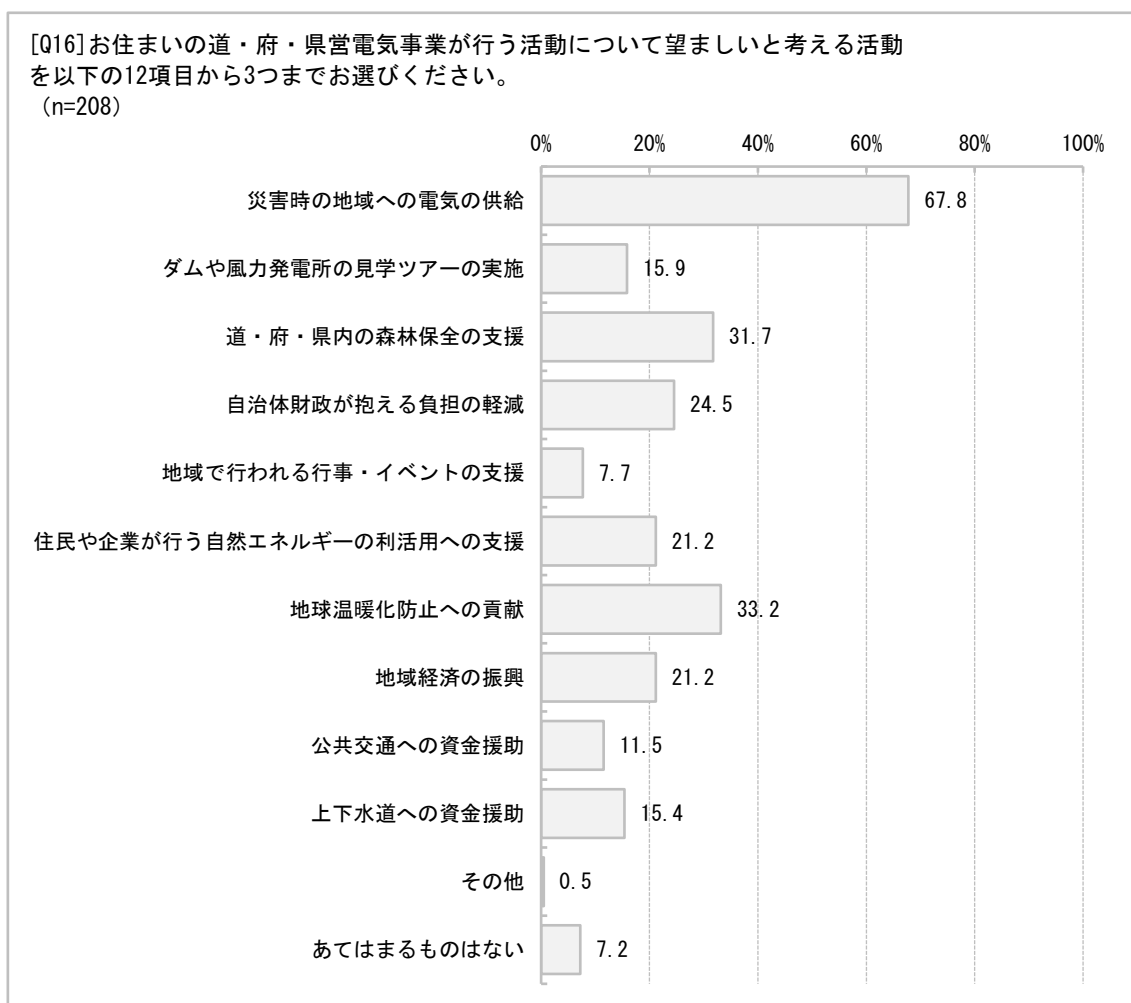 [Q16]お住まいの道・府・県営電気事業が行う活動について望ましいと考える活動
を以下の12項目から3つまでお選びください。
（n=208）
0% 20% 40% 60% 80% 100%
災害時の地域への電気の供給 67.8
ダムや風力発電所の見学ツアーの実施 15.9
道・府・県内の森林保全の支援 31.7
自治体財政が抱える負担の軽減 24.5
地域で行われる行事・イベントの支援 7.7
住民や企業が行う自然エネルギーの利活用への支援 21.2
地球温暖化防止への貢献 33.2
地域経済の振興 21.2
公共交通への資金援助 11.5
上下水道への資金援助 15.4
その他 0.5
あてはまるものはない 7.2